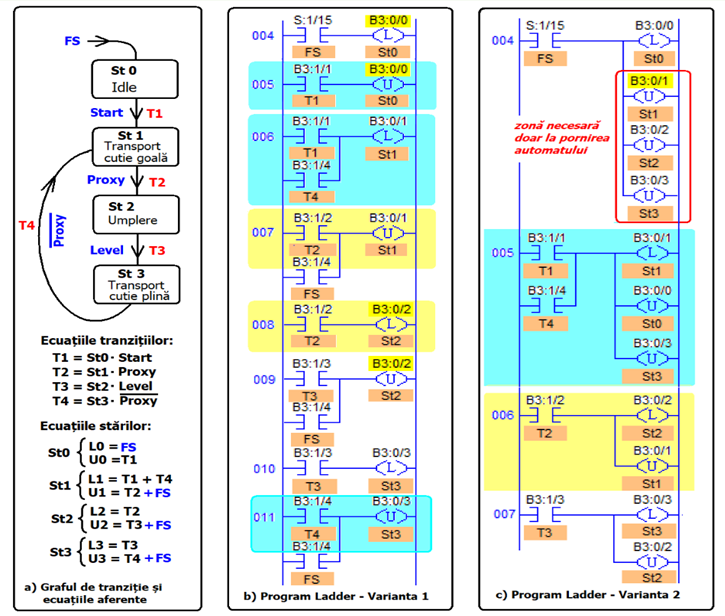 FS
St 0
Idle
Start
T1
St 1
Transport
cutie goală
Proxy
T2
St 2
Umplere
Level
T3
St 3
Transport
cutie plină
T4
Proxy
Ecuațiile tranzițiilor:
T1 = St0· Start
T2 = St1· Proxy
T3 = St2· Level
T4 = St3· Proxy
Ecuațiile stărilor:
St0
L0 = FS
U0 =T1
St1
L1 = T1 + T4
U1 = T2 +FS
St2
L2 = T2
U2 = T3 +FS
St3
L3 = T3
U3 = T4 +FS
a) Graful de tranziție și
ecuațiile aferente
S:1/15 B3:0/0
004 L
FS St0
B3:1/1 B3:0/0
005 U
T1 St0
B3:1/1 B3:0/1
006 L
T1 St1
B3:1/4
T4
B3:1/2 B3:0/1
007 U
T2 St1
B3:1/4
FS
B3:1/2 B3:0/2
008 L
T2 St2
B3:1/3 B3:0/2
009 U
T3 St2
B3:1/4
FS
B3:1/3 B3:0/3
010 L
T3 St3
B3:1/4 B3:0/3
011 U
T4 St3
B3:1/4
FS
b) Program Ladder - Varianta 1
S:1/15 B3:0/0
004 L
FS St0
B3:0/1
U
St1
B3:0/2
U
St2
B3:0/3
U
St3
zonă necesară
doar la pornirea
automatului
B3:1/1 B3:0/1
005 L
T1 St1
B3:1/4 B3:0/0
U
T4 St0
B3:0/3
U
St3
B3:1/2 B3:0/2
006 L
T2 St2
B3:0/1
U
St1
B3:1/3 B3:0/3
007 L
T3 St3
B3:0/2
U
St2
c) Program Ladder - Varianta 2